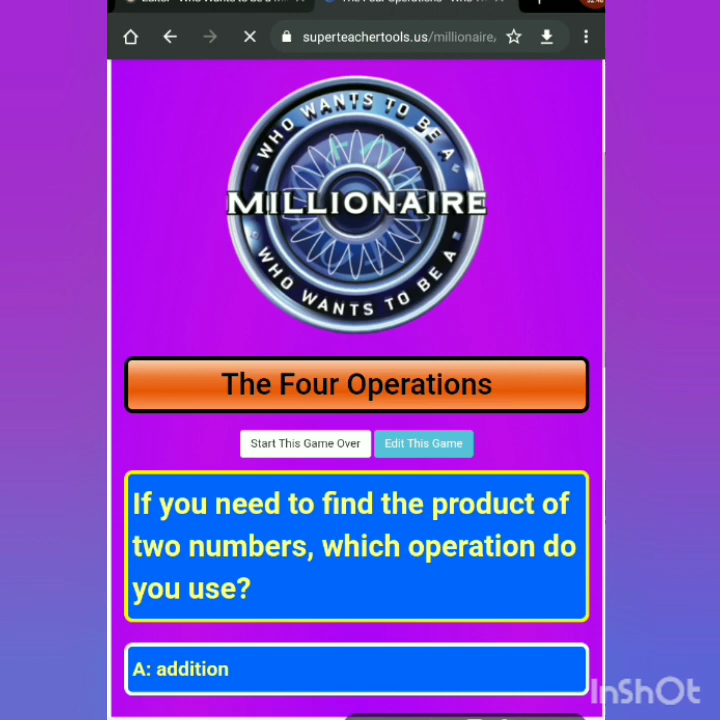 superteachertools.us/millionaire
WHO WANTS TO BE A
MILLIONAIRE
WHO WANTS TO BE A
The Four Operations
Start This Game Over
Edit This Game
If you need to find the product of
two numbers, which operation do
you use?
A: addition
InShOt